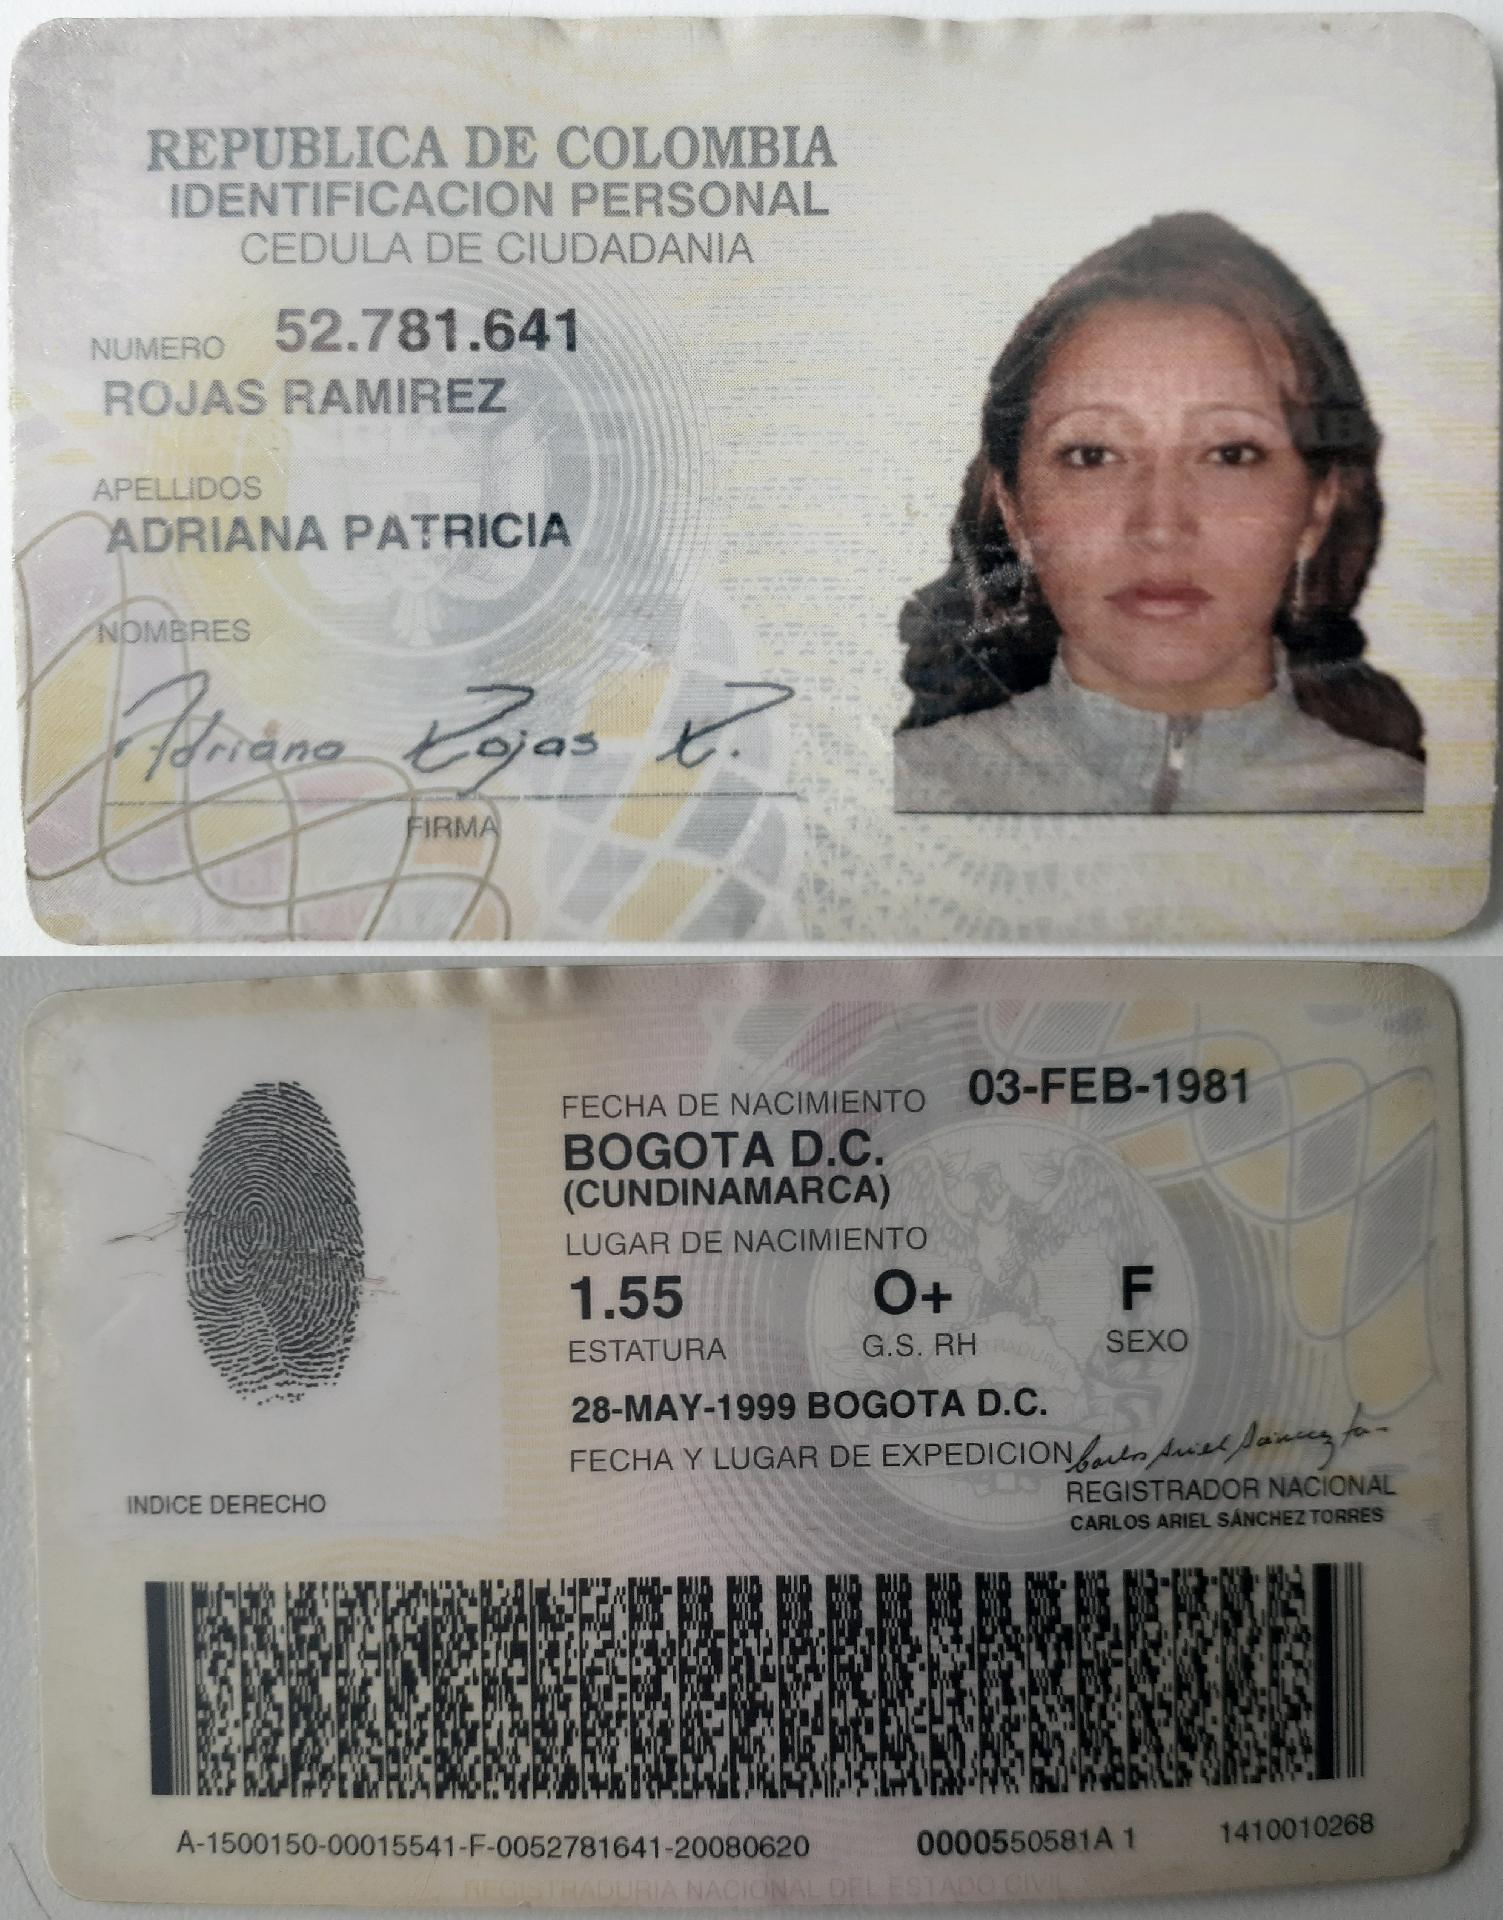 REPUBLICA DE COLOMBIA
IDENTIFICACION PERSONAL
CEDULA DE CIUDADANIA
NUMERO 52.781.641
ROJAS RAMIREZ
APELLIDOS
ADRIANA PATRICIA
NOMBRES
Adriana Rojas R.
FIRMA
FECHA DE NACIMIENTO 03-FEB-1981
BOGOTA D.C.
(CUNDINAMARCA)
LUGAR DE NACIMIENTO
1.55 O+ F
ESTATURA G.S. RH SEXO
28-MAY-1999 BOGOTA D.C.
FECHA Y LUGAR DE EXPEDICION
Carlos Ariel Sánchez
REGISTRADOR NACIONAL
CARLOS ARIEL SÁNCHEZ TORRES
INDICE DERECHO
A-1500150-00015541-F-0052781641-20080620 0000550581A 1 1410010268
REGISTRADURIA NACIONAL DEL ESTADO CIVIL